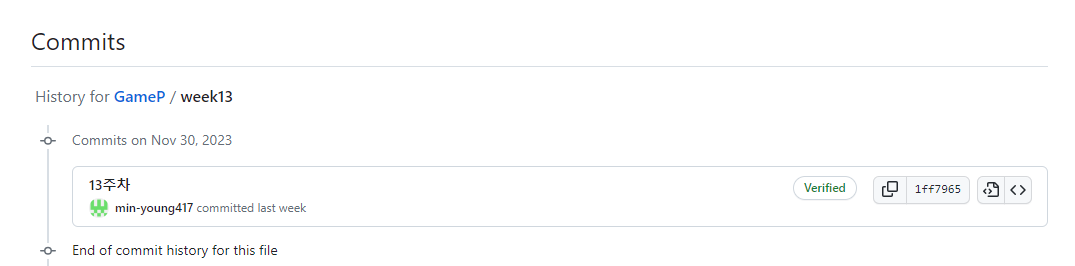 Commits
History for GameP / week13
Commits on Nov 30, 2023
13주차
Verified
1ff7965
min-young417 committed last week
End of commit history for this file